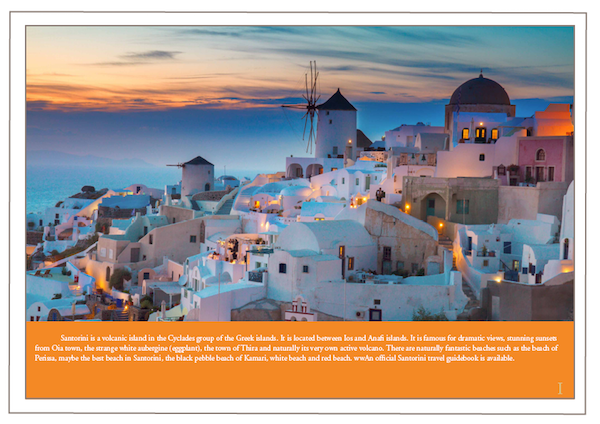 Santorini is a volcanic island in the Cyclades group of the Greek islands. It is located between Ios and Anafi islands. It is famous for dramatic views, stunning sunsets
from Oia town, the strange white aubergine (eggplant), the town of Thira and naturally its very own active volcano. There are naturally fantastic beaches such as the beach of
Perissa, maybe the best beach in Santorini, the black pebble beach of Kamari, white beach and red beach. wwAn official Santorini travel guidebook is available.
1